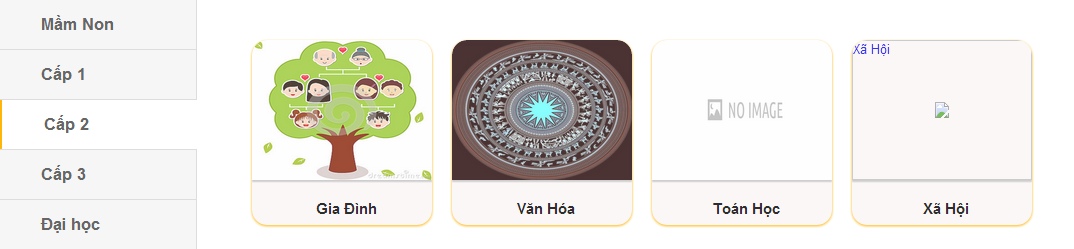 Mầm Non
Cấp 1
Cấp 2
Cấp 3
Đại học
Gia Đình
Văn Hóa
NO IMAGE
Toán Học
Xã Hội
Xã Hội